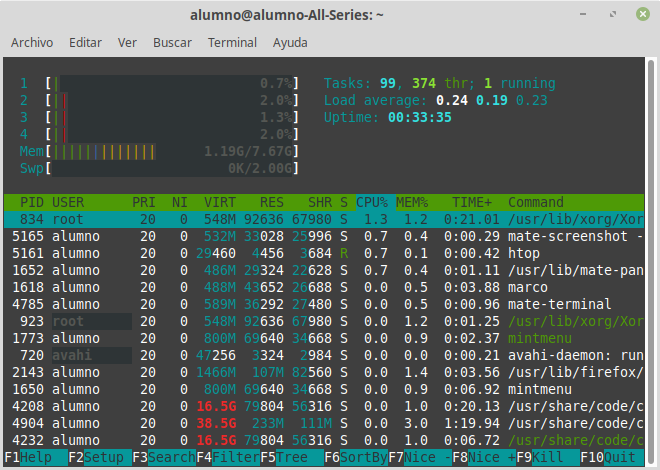 alumno@alumno-All-Series: ~
Archivo Editar Ver Buscar Terminal Ayuda
1 [| 0.7%] Tasks: 99, 374 thr; 1 running
2 [|| 2.0%] Load average: 0.24 0.19 0.23
3 [|| 1.3%] Uptime: 00:33:35
4 [|| 2.0%]
Mem[||||||||||||||| 1.19G/7.67G]
Swp[ 0K/2.00G]
PID USER PRI NI VIRT RES SHR S CPU% MEM% TIME+ Command
834 root 20 0 548M 92636 67980 S 1.3 1.2 0:21.01 /usr/lib/xorg/Xor
5165 alumno 20 0 532M 33028 25996 S 0.7 0.4 0:00.29 mate-screenshot -
5161 alumno 20 0 29460 4456 3684 R 0.7 0.1 0:00.42 htop
1652 alumno 20 0 486M 29324 22628 S 0.7 0.4 0:01.11 /usr/lib/mate-pan
1618 alumno 20 0 488M 43652 26688 S 0.0 0.5 0:03.88 marco
4785 alumno 20 0 589M 36292 27480 S 0.0 0.5 0:00.96 mate-terminal
923 root 20 0 548M 92636 67980 S 0.0 1.2 0:01.25 /usr/lib/xorg/Xor
1773 alumno 20 0 800M 69640 34668 S 0.0 0.9 0:02.37 mintmenu
720 avahi 20 0 47256 3324 2984 S 0.0 0.0 0:00.21 avahi-daemon: run
2143 alumno 20 0 1466M 107M 82560 S 0.0 1.4 0:03.56 /usr/lib/firefox/
1650 alumno 20 0 800M 69640 34668 S 0.0 0.9 0:06.92 mintmenu
4208 alumno 20 0 16.5G 79804 56316 S 0.0 1.0 0:20.13 /usr/share/code/c
4904 alumno 20 0 38.5G 233M 111M S 0.0 3.0 1:19.94 /usr/share/code/c
4232 alumno 20 0 16.5G 79804 56316 S 0.0 1.0 0:06.72 /usr/share/code/c
F1Help F2Setup F3SearchF4FilterF5Tree F6SortByF7Nice -F8Nice +F9Kill F10Quit